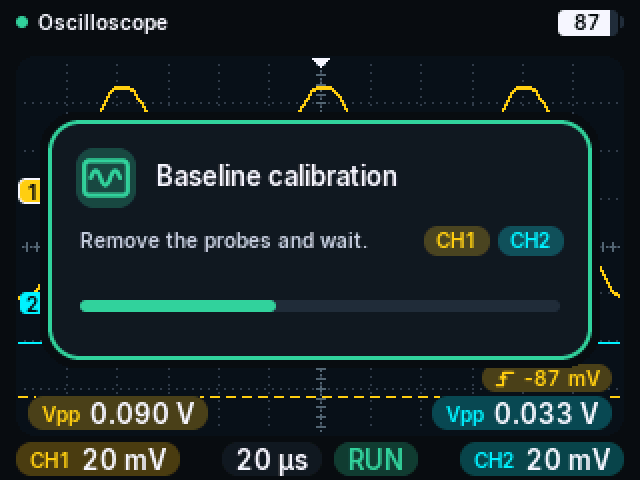 Oscilloscope
87
1
Baseline calibration
Remove the probes and wait.
CH1 CH2
2
-87 mV
Vpp 0.090 V
Vpp 0.033 V
CH1 20 mV
20 µs
RUN
CH2 20 mV